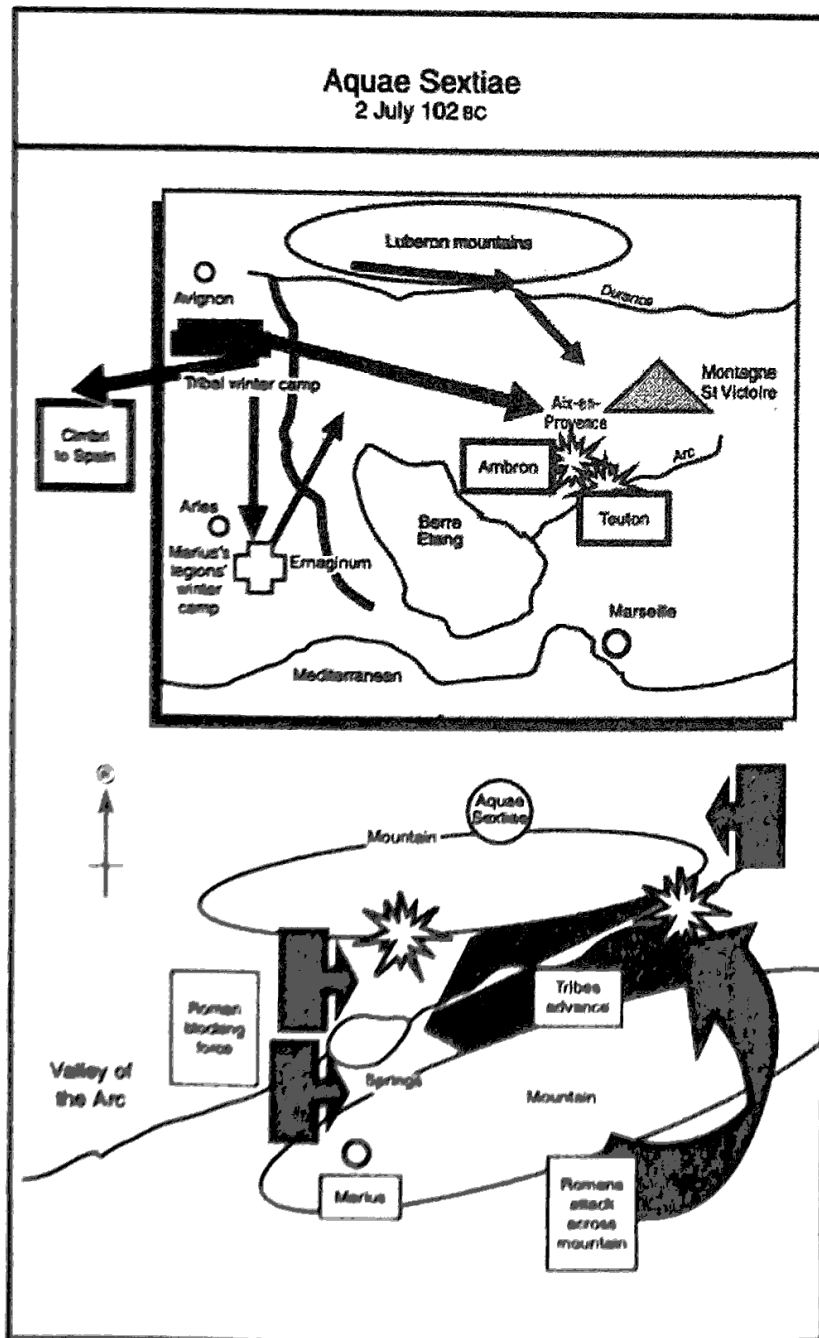 Aquae Sextiae
2 July 102 BC
Luberon mountains
Avignon
Durance
Tribal winter camp
Montagne
St Victoire
Aix-en-
Provence
Cimbri
to Spain
Ambron
Arc
Teuton
Arles
Marius's
legions'
winter
camp
Ernaginum
Berre
Etang
Marseille
Mediterranean
Aquae
Sextiae
Mountain
Roman
blocking
force
Tribes
advance
Valley of
the Arc
Springs
Mountain
Marius
Romans
attack
across
mountain